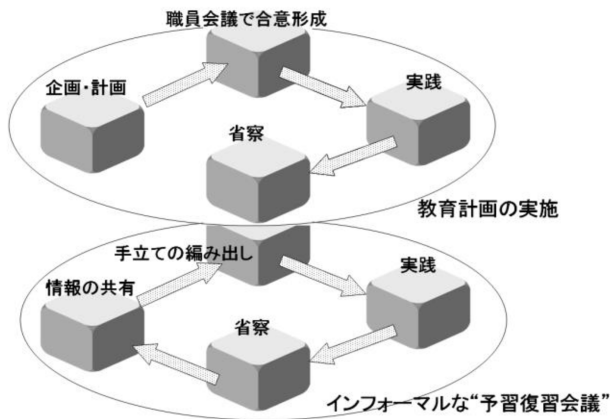 職員会議で合意形成
企画・計画
実践
省察
教育計画の実施
手立ての編み出し
実践
情報の共有
省察
インフォーマルな“予習復習会議”